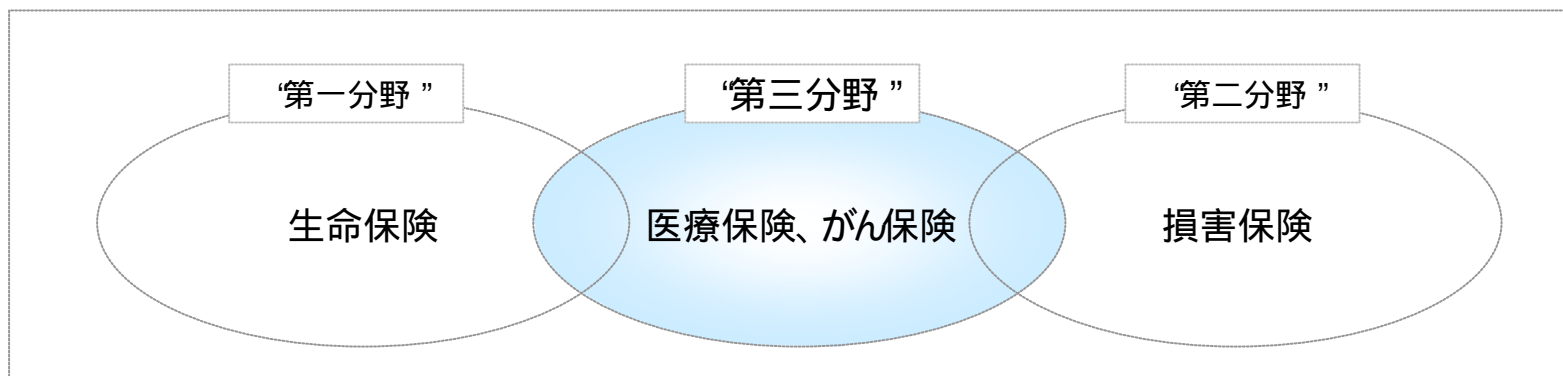 “第一分野 ”
“第三分野 ”
“第二分野 ”
生命保険
医療保険、がん保険
損害保険